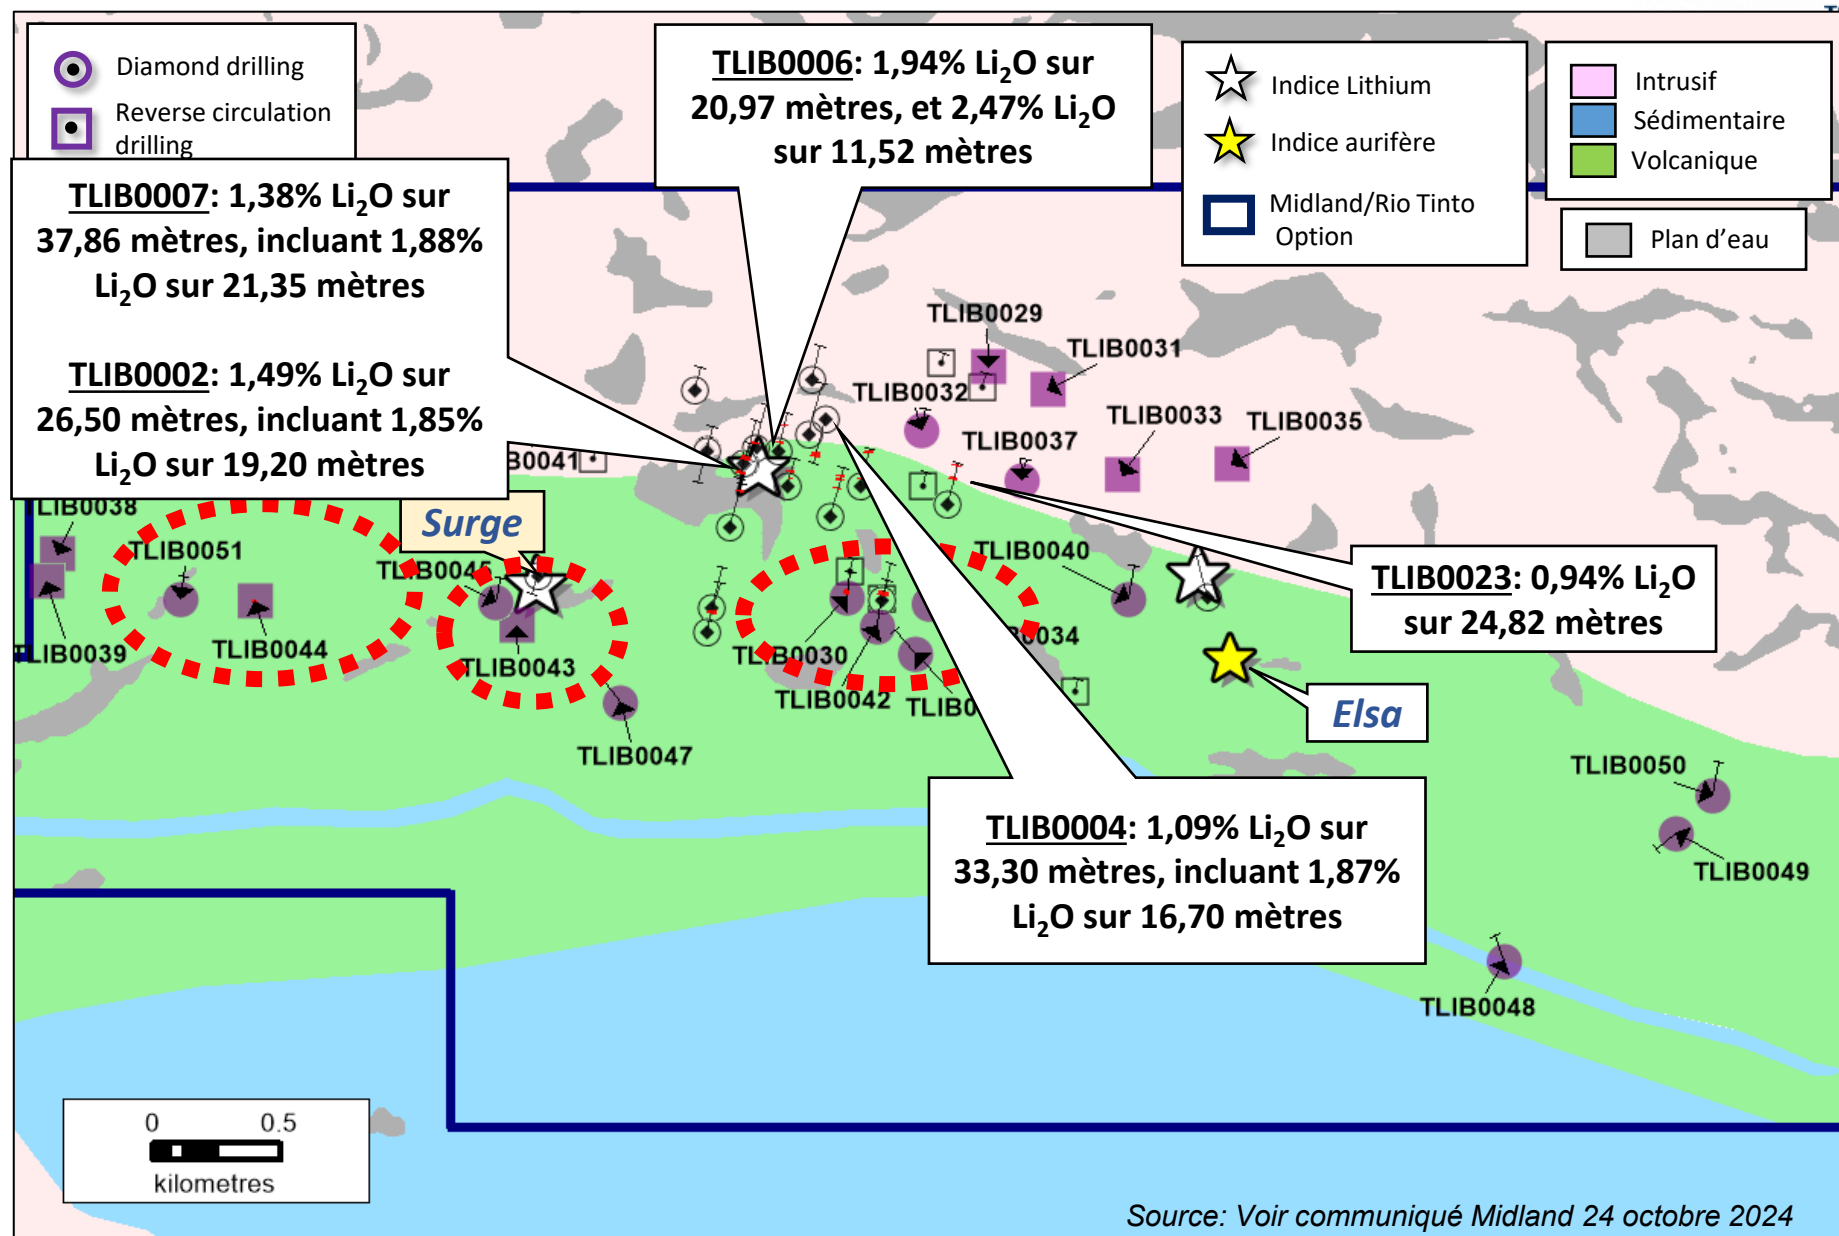 Diamond drilling
Reverse circulation
drilling
TLIB0006: 1,94% Li₂O sur
20,97 mètres, et 2,47% Li₂O
sur 11,52 mètres
Indice Lithium
Indice aurifère
Midland/Rio Tinto
Option
Intrusif
Sédimentaire
Volcanique
Plan d’eau
TLIB0007: 1,38% Li₂O sur
37,86 mètres, incluant 1,88%
Li₂O sur 21,35 mètres
TLIB0002: 1,49% Li₂O sur
26,50 mètres, incluant 1,85%
Li₂O sur 19,20 mètres
TLIB0029
TLIB0031
TLIB0032
TLIB0033
TLIB0035
TLIB0037
B0041
TLIB0038
Surge
TLIB0051
TLIB0045
TLIB0040
TLIB0023: 0,94% Li₂O
sur 24,82 mètres
TLIB0039
TLIB0044
TLIB0043
TLIB0030
0034
TLIB0042
TLIB0
Elsa
TLIB0047
TLIB0050
TLIB0004: 1,09% Li₂O sur
33,30 mètres, incluant 1,87%
Li₂O sur 16,70 mètres
TLIB0049
TLIB0048
0 0.5
kilometres
Source: Voir communiqué Midland 24 octobre 2024